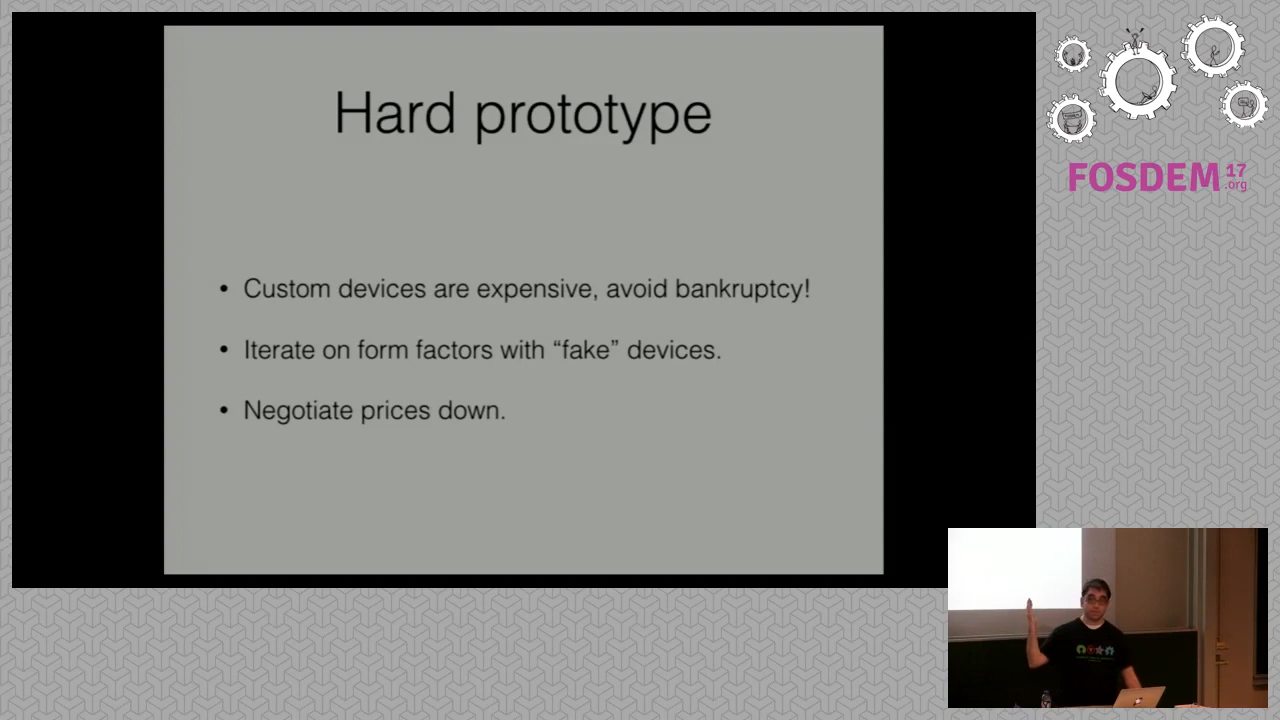 Hard prototype
• Custom devices are expensive, avoid bankruptcy!
• Iterate on form factors with “fake” devices.
• Negotiate prices down.
FOSDEM 17
.org